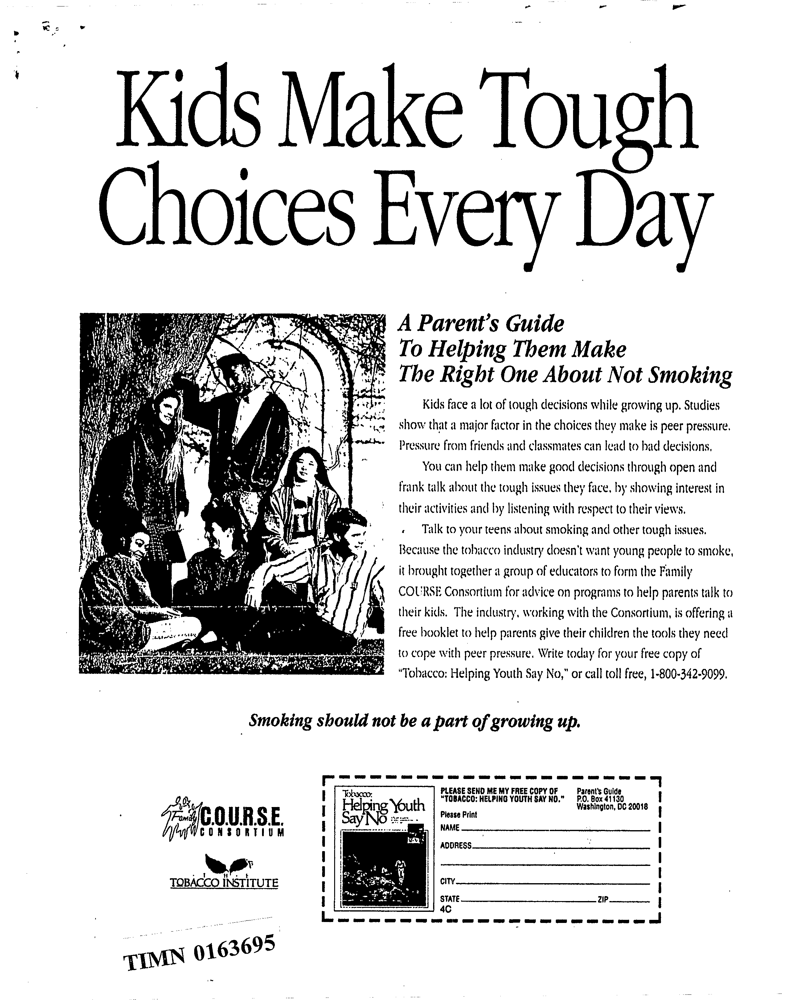 Kids Make Tough
Choices Every Day
A Parent's Guide
To Helping Them Make
The Right One About Not Smoking
Kids face a lot of tough decisions while growing up. Studies
show that a major factor in the choices they make is peer pressure.
Pressure from friends and classmates can lead to bad decisions.
You can help them make good decisions through open and
frank talk about the tough issues they face, by showing interest in
their activities and by listening with respect to their views.
Talk to your teens about smoking and other tough issues.
Because the tobacco industry doesn't want young people to smoke,
it brought together a group of educators to form the Family
COURSE Consortium for advice on programs to help parents talk to
their kids. The industry, working with the Consortium, is offering a
free booklet to help parents give their children the tools they need
to cope with peer pressure. Write today for your free copy of
"Tobacco: Helping Youth Say No," or call toll free, 1-800-342-9099.
Smoking should not be a part of growing up.
Family C.O.U.R.S.E.
CONSORTIUM
TOBACCO INSTITUTE
Tobacco:
Helping Youth
Say No
PLEASE SEND ME MY FREE COPY OF
"TOBACCO: HELPING YOUTH SAY NO."
Parent's Guide
P.O. Box 41130
Washington, DC 20018
Please Print
NAME
ADDRESS
CITY
STATE ZIP
4C
TIMN 0163695